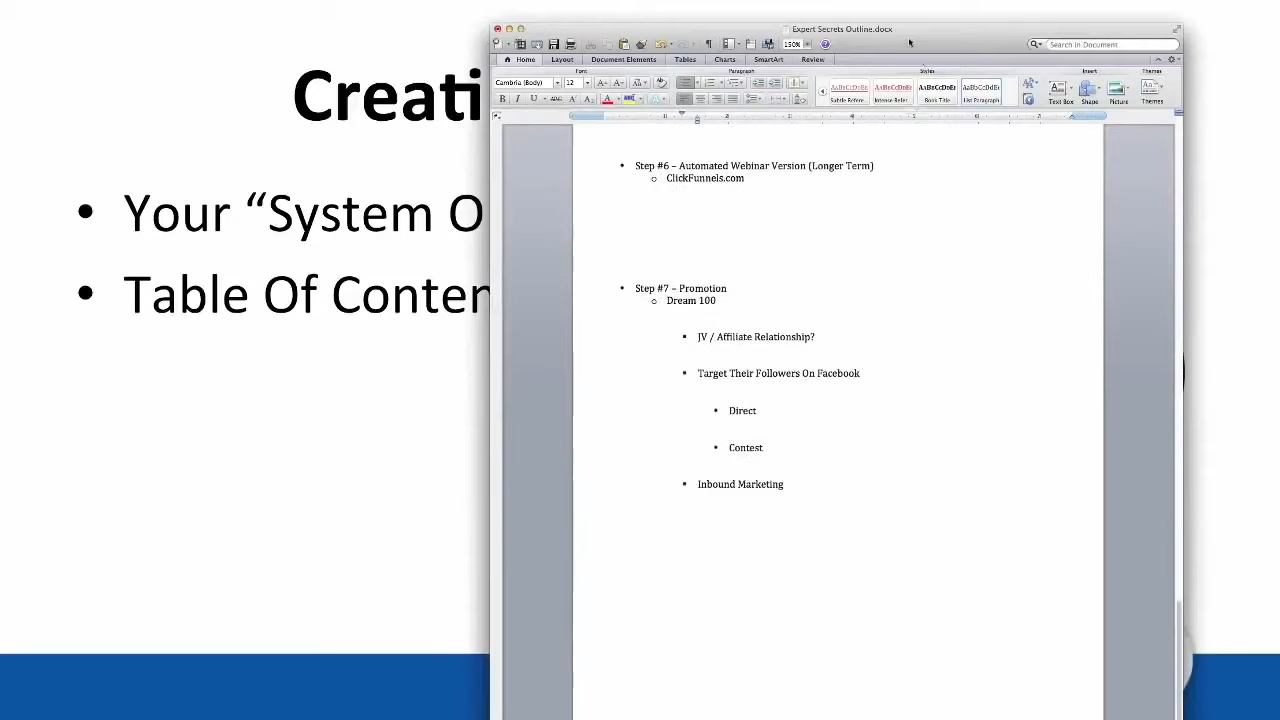 Creati
Your “System O
Table Of Conten
Expert Secrets Outline.docx
150%
Search in Document
Home Layout Document Elements Tables Charts SmartArt Review
Font Paragraph Styles Insert Themes
Cambria (Body) 12
AaBbCcDdEe AaBbCcDdEe AaBbCcDdEe AaBbCcDdEe
Subtle Refere... Intense Refer... Book Title List Paragraph Text Box Shape Picture Themes
• Step #6 – Automated Webinar Version (Longer Term)
o ClickFunnels.com
• Step #7 – Promotion
o Dream 100
▪ JV / Affiliate Relationship?
▪ Target Their Followers On Facebook
• Direct
• Contest
▪ Inbound Marketing